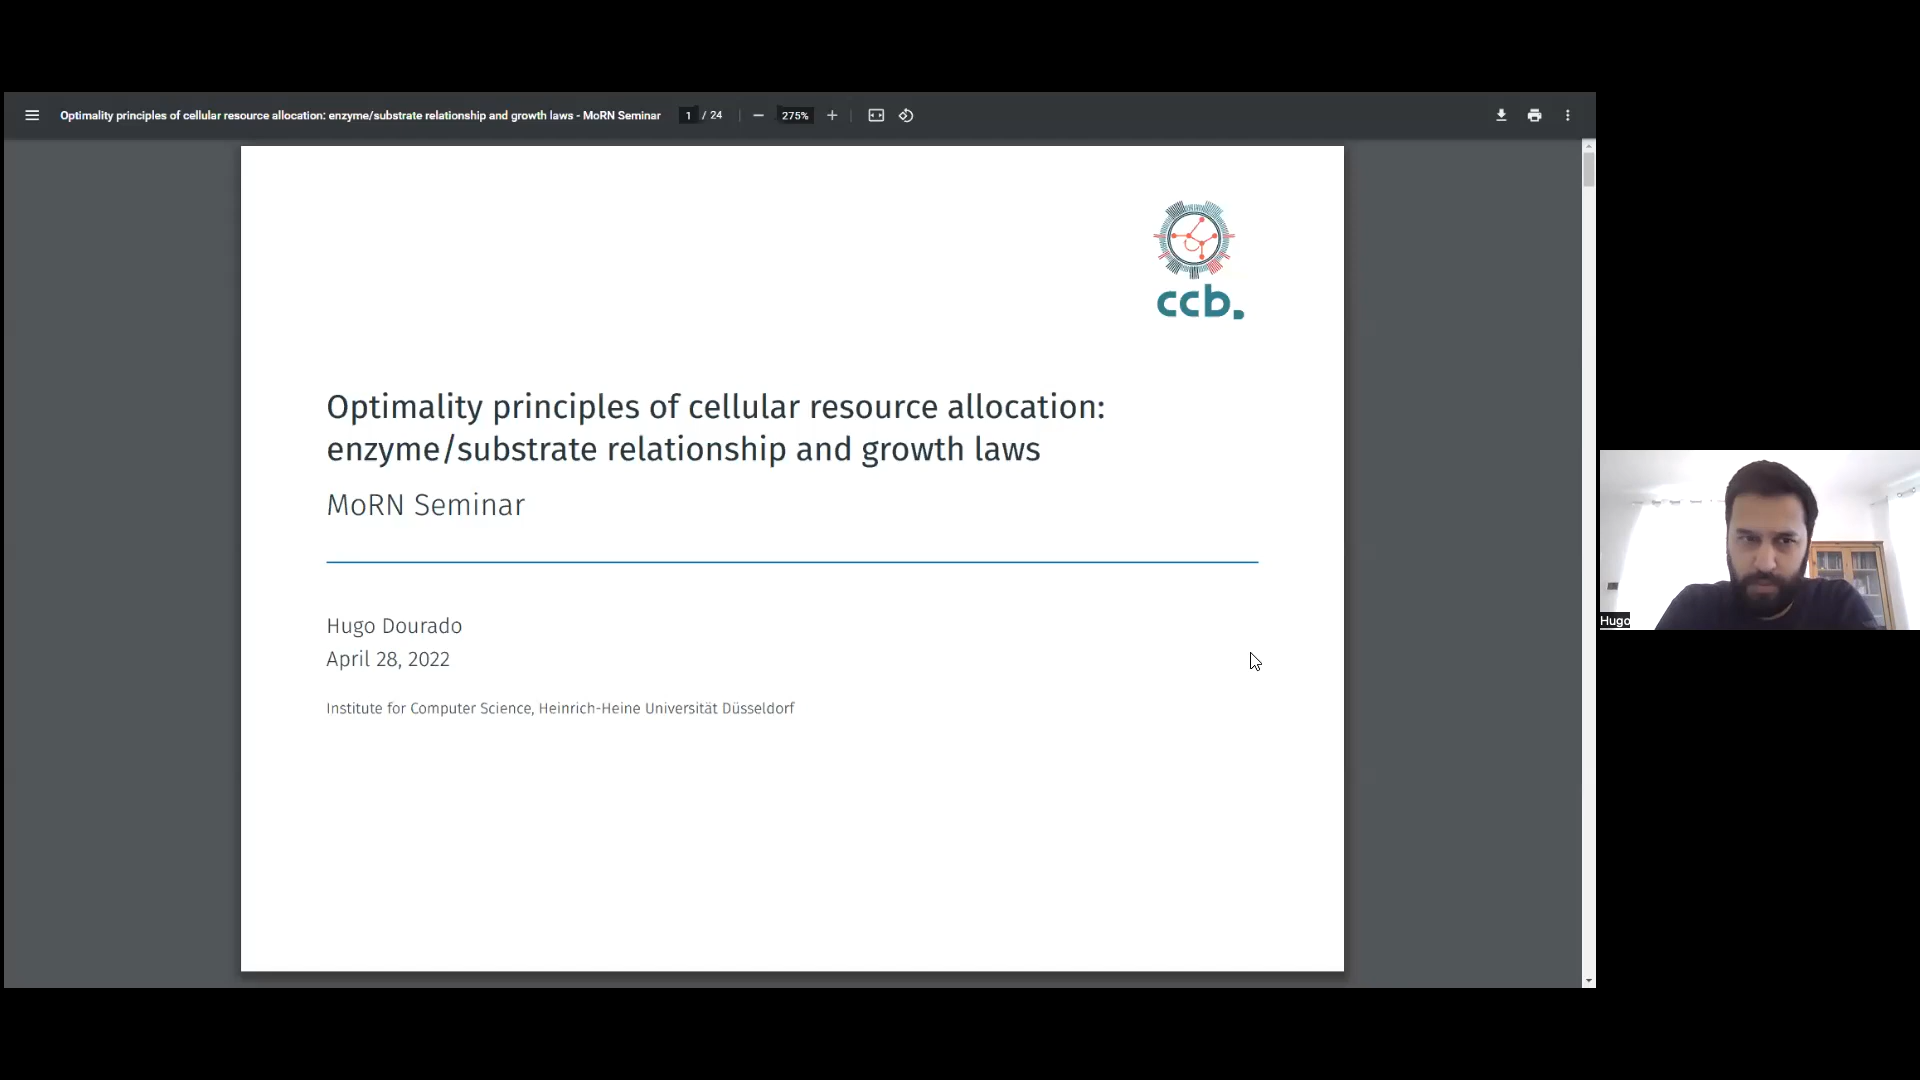 Optimality principles of cellular resource allocation: enzyme/substrate relationship and growth laws - MoRN Seminar 1 / 24 275%
ccb.
Optimality principles of cellular resource allocation:
enzyme/substrate relationship and growth laws
MoRN Seminar
Hugo Dourado
April 28, 2022
Institute for Computer Science, Heinrich-Heine Universität Düsseldorf
Hugo